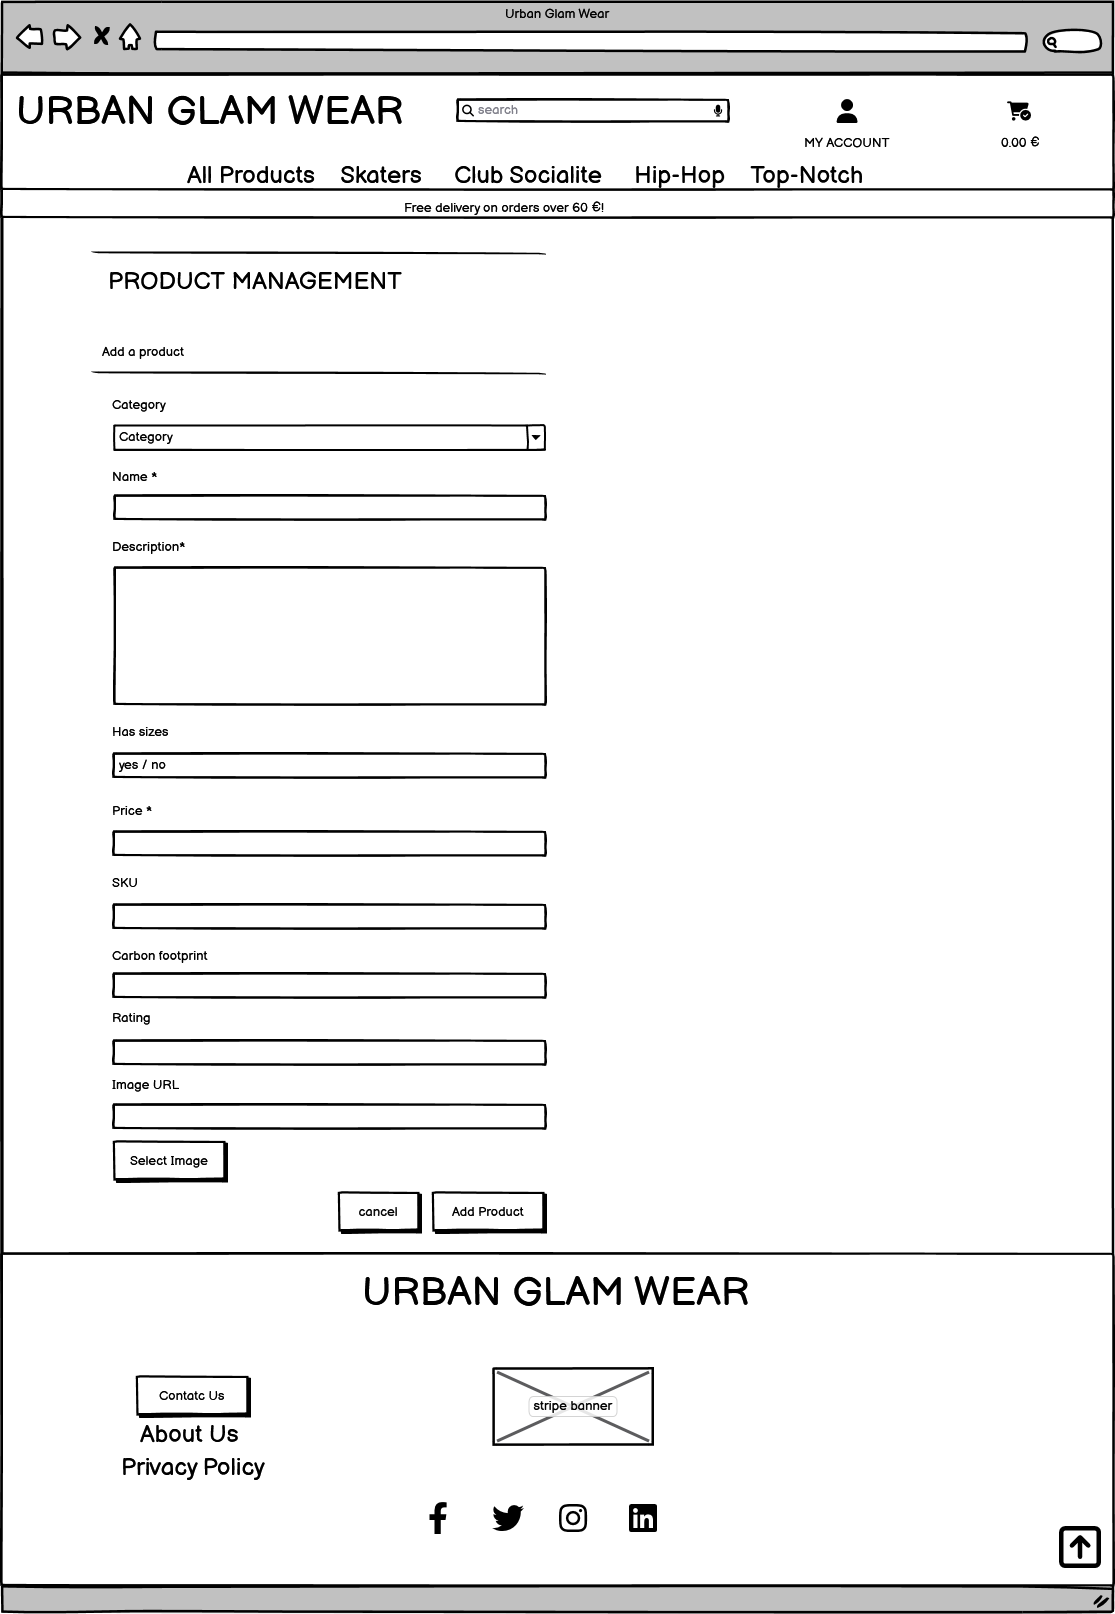 Urban Glam Wear
URBAN GLAM WEAR
search
MY ACCOUNT
0.00 €
All Products Skaters Club Socialite Hip-Hop Top-Notch
Free delivery on orders over 60 €!
PRODUCT MANAGEMENT
Add a product
Category
Category
Name *
Description*
Has sizes
yes / no
Price *
SKU
Carbon footprint
Rating
Image URL
Select Image
cancel
Add Product
URBAN GLAM WEAR
Contatc Us
stripe banner
About Us
Privacy Policy